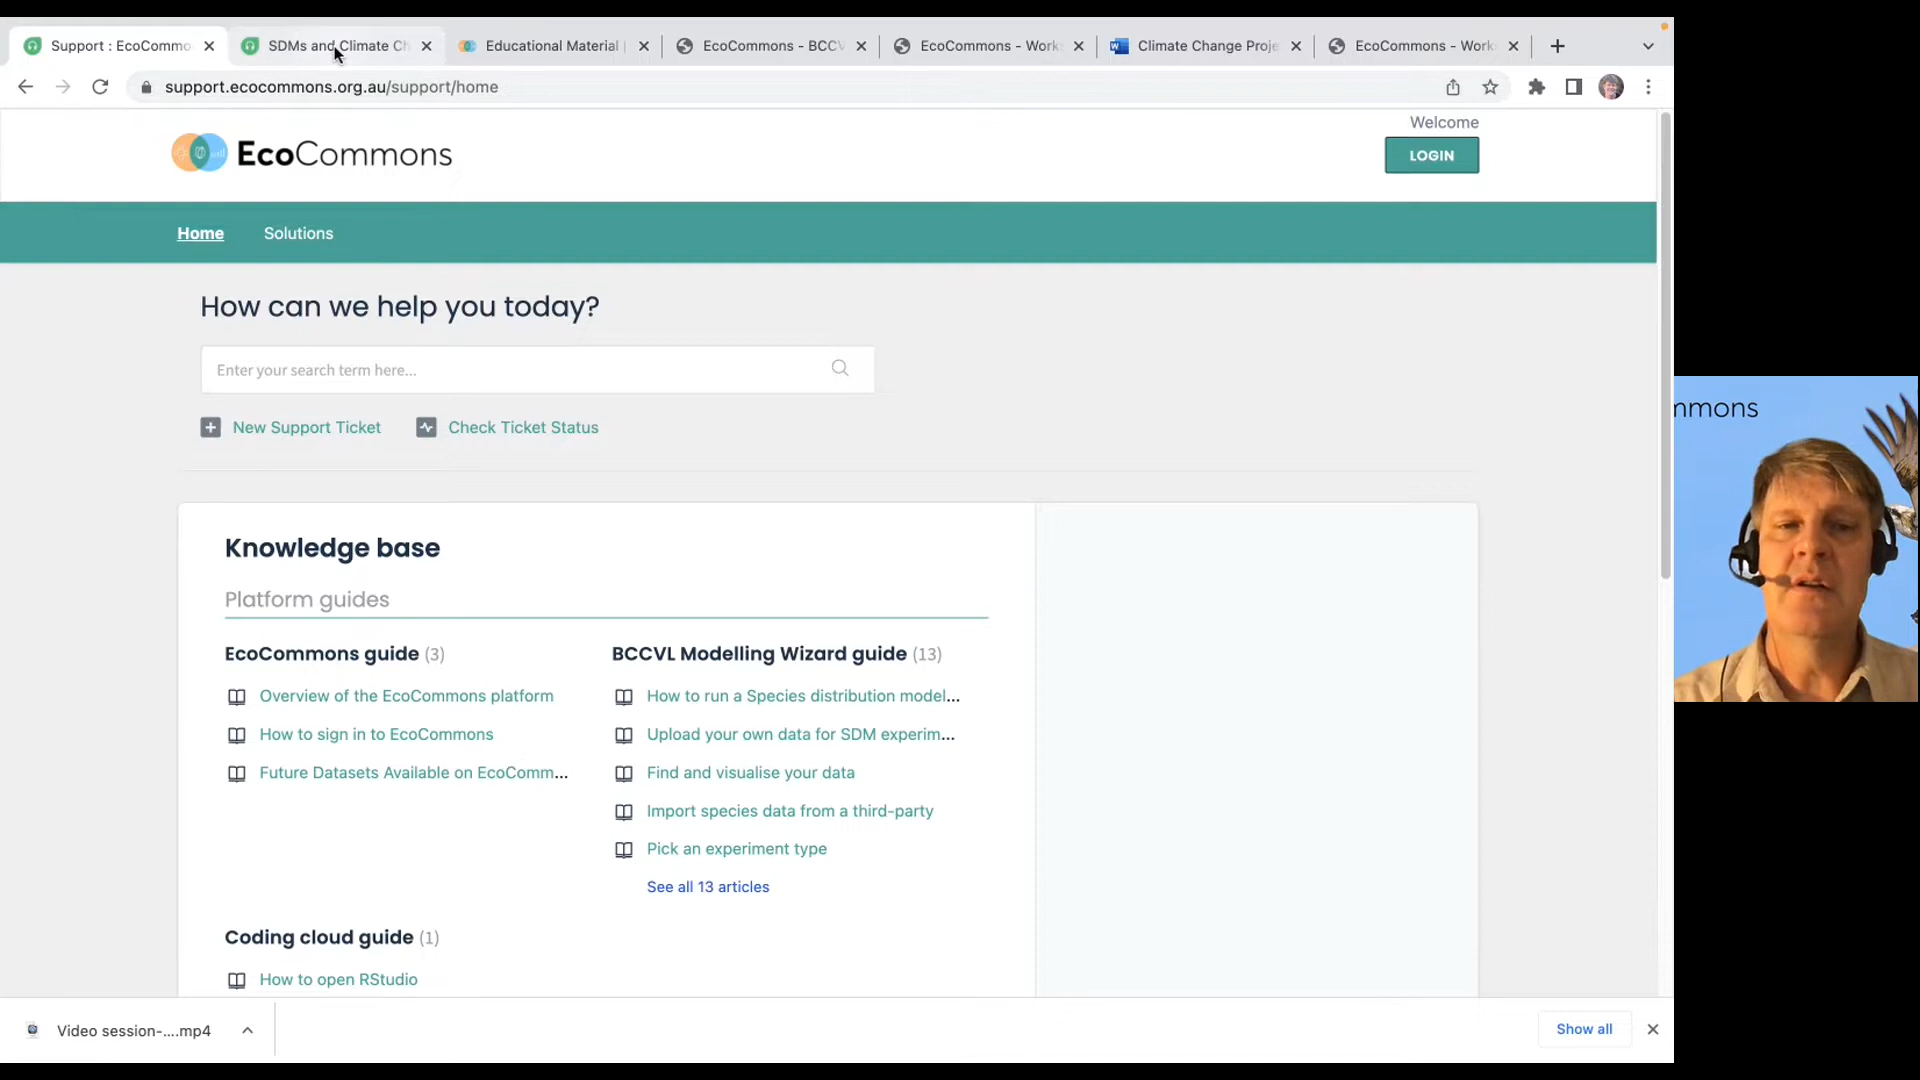 Support : EcoCommo
SDMs and Climate Ch
Educational Material |
EcoCommons - BCCV
EcoCommons - Work
Climate Change Proje
EcoCommons - Work
support.ecocommons.org.au/support/home
Welcome
EcoCommons
LOGIN
Home
Solutions
How can we help you today?
Enter your search term here...
New Support Ticket
Check Ticket Status
Knowledge base
Platform guides
EcoCommons guide (3)
Overview of the EcoCommons platform
How to sign in to EcoCommons
Future Datasets Available on EcoComm...
BCCVL Modelling Wizard guide (13)
How to run a Species distribution model...
Upload your own data for SDM experim...
Find and visualise your data
Import species data from a third-party
Pick an experiment type
See all 13 articles
Coding cloud guide (1)
How to open RStudio
Video session-....mp4
Show all
mmons